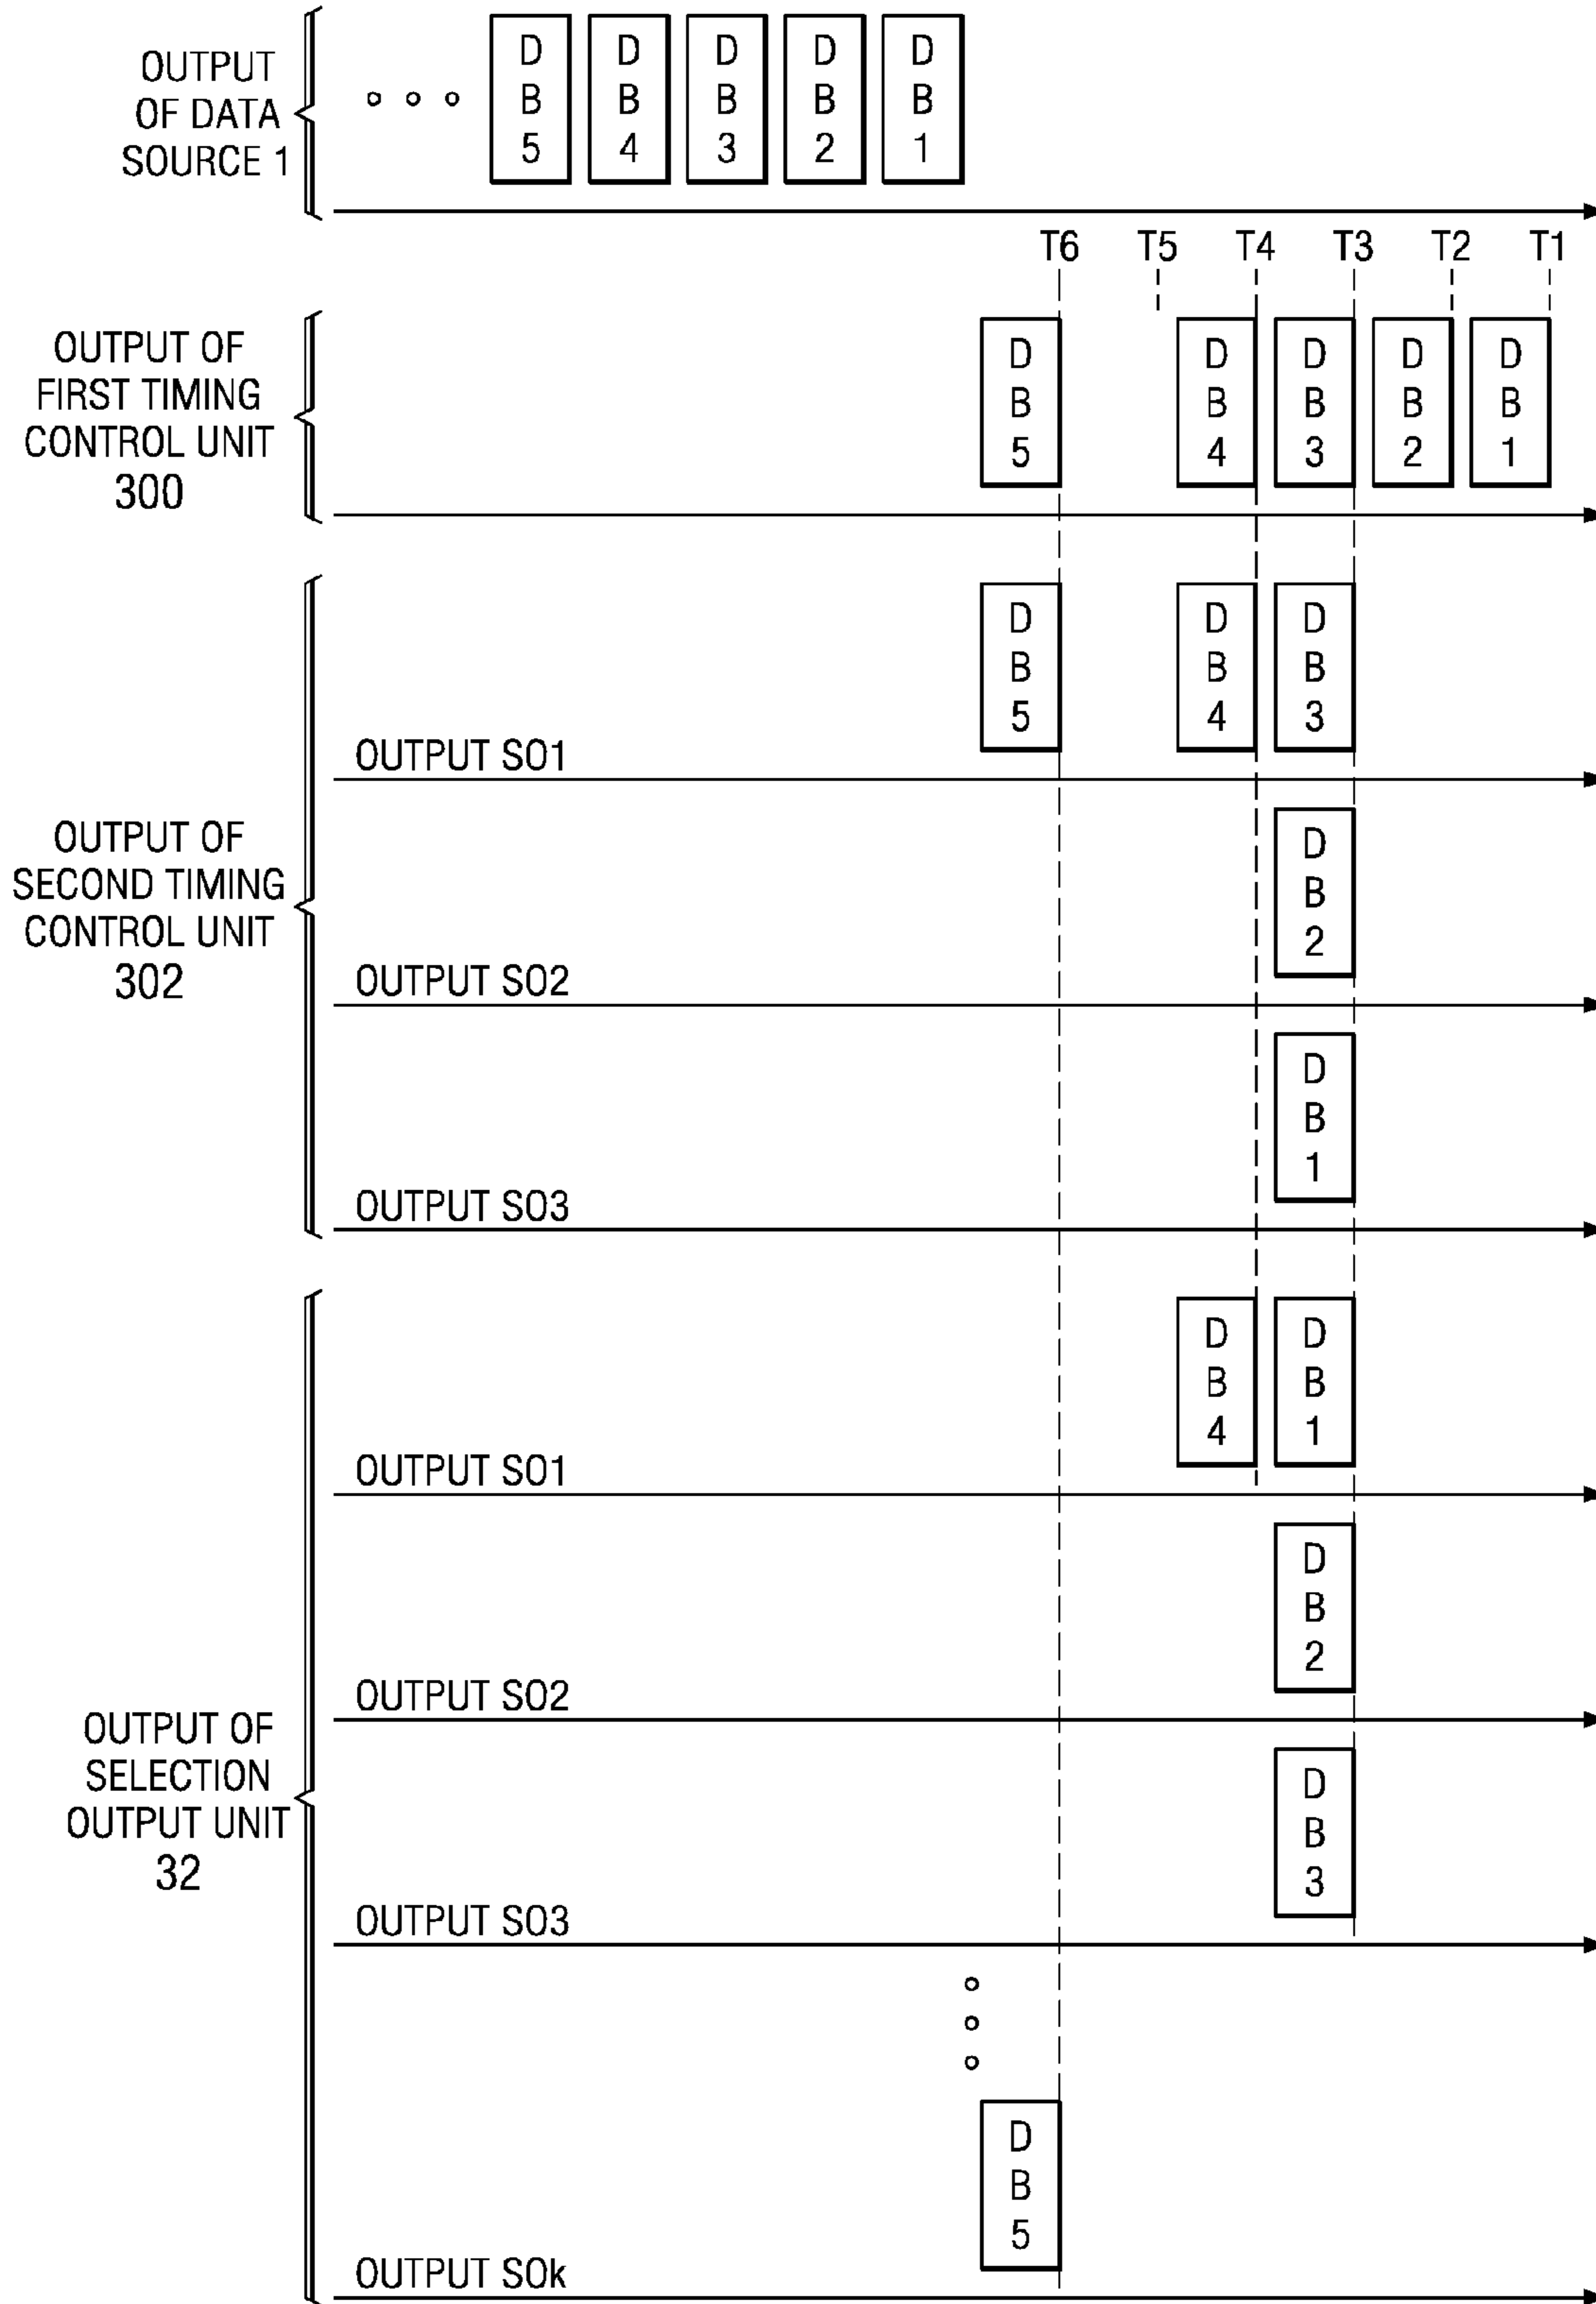 OUTPUT
OF DATA
SOURCE 1
D B 5
D B 4
D B 3
D B 2
D B 1
T6 T5 T4 T3 T2 T1
OUTPUT OF
FIRST TIMING
CONTROL UNIT
300
D B 5
D B 4
D B 3
D B 2
D B 1
OUTPUT OF
SECOND TIMING
CONTROL UNIT
302
D B 5
D B 4
D B 3
OUTPUT SO1
D B 2
OUTPUT SO2
D B 1
OUTPUT SO3
OUTPUT OF
SELECTION
OUTPUT UNIT
32
D B 4
D B 1
OUTPUT SO1
D B 2
OUTPUT SO2
D B 3
OUTPUT SO3
D B 5
OUTPUT SOk